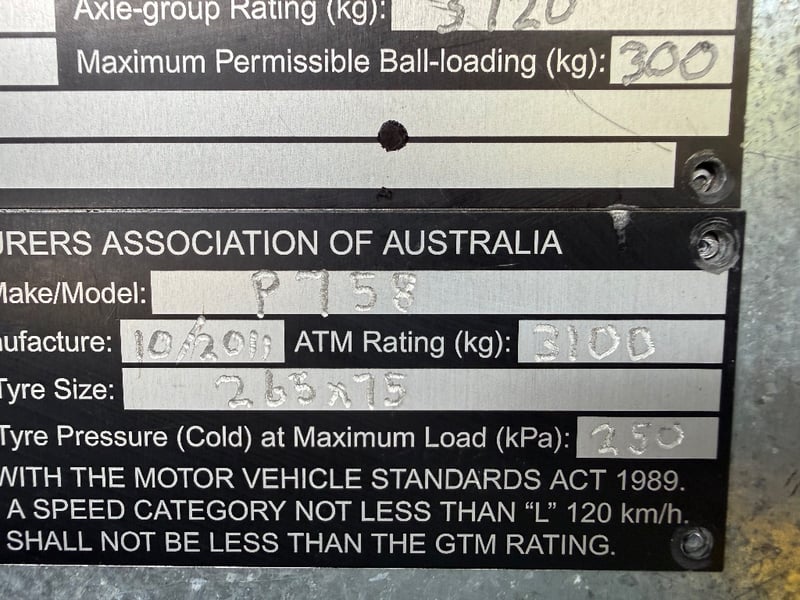 Axle-group Rating (kg): 3120
Maximum Permissible Ball-loading (kg): 300
URERS ASSOCIATION OF AUSTRALIA
Make/Model: P758
nufacture: 10/2011 ATM Rating (kg): 3100
Tyre Size: 265x75
Tyre Pressure (Cold) at Maximum Load (kPa): 250
WITH THE MOTOR VEHICLE STANDARDS ACT 1989.
A SPEED CATEGORY NOT LESS THAN “L” 120 km/h.
SHALL NOT BE LESS THAN THE GTM RATING.